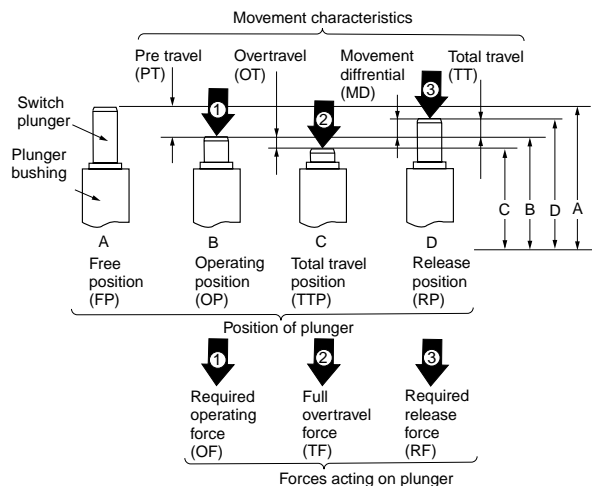 Movement characteristics
Pre travel
(PT)
Overtravel
(OT)
Movement
diffrential
(MD)
Total travel
(TT)
Switch
plunger
Plunger
bushing
1
2
3
A
B
C
D
C
B
D
A
Free
position
(FP)
Operating
position
(OP)
Total travel
position
(TTP)
Release
position
(RP)
Position of plunger
1
2
3
Required
operating
force
(OF)
Full
overtravel
force
(TF)
Required
release
force
(RF)
Forces acting on plunger